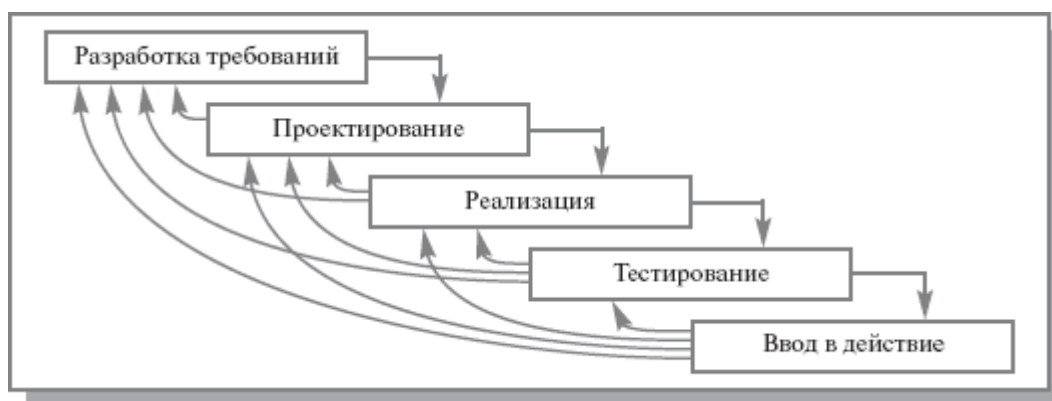 Разработка требований
Проектирование
Реализация
Тестирование
Ввод в действие